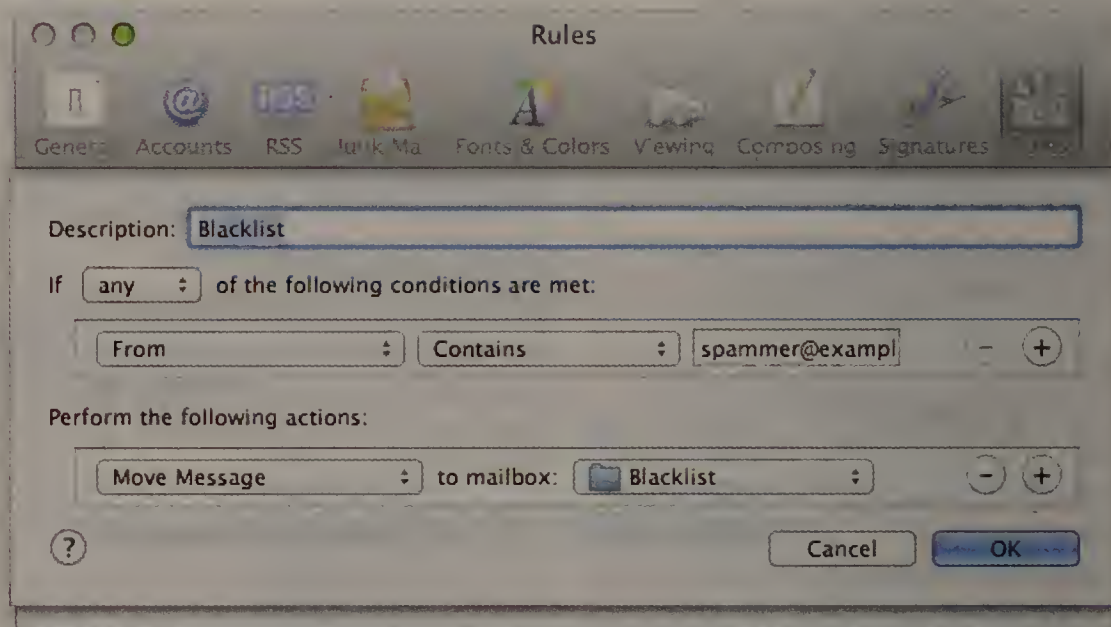 Rules
Accounts RSS Fonts & Colors Viewing Signatures
Description: Blacklist
If any of the following conditions are met:
From Contains spammer@exampl - +
Perform the following actions:
Move Message to mailbox: Blacklist - +
? Cancel OK